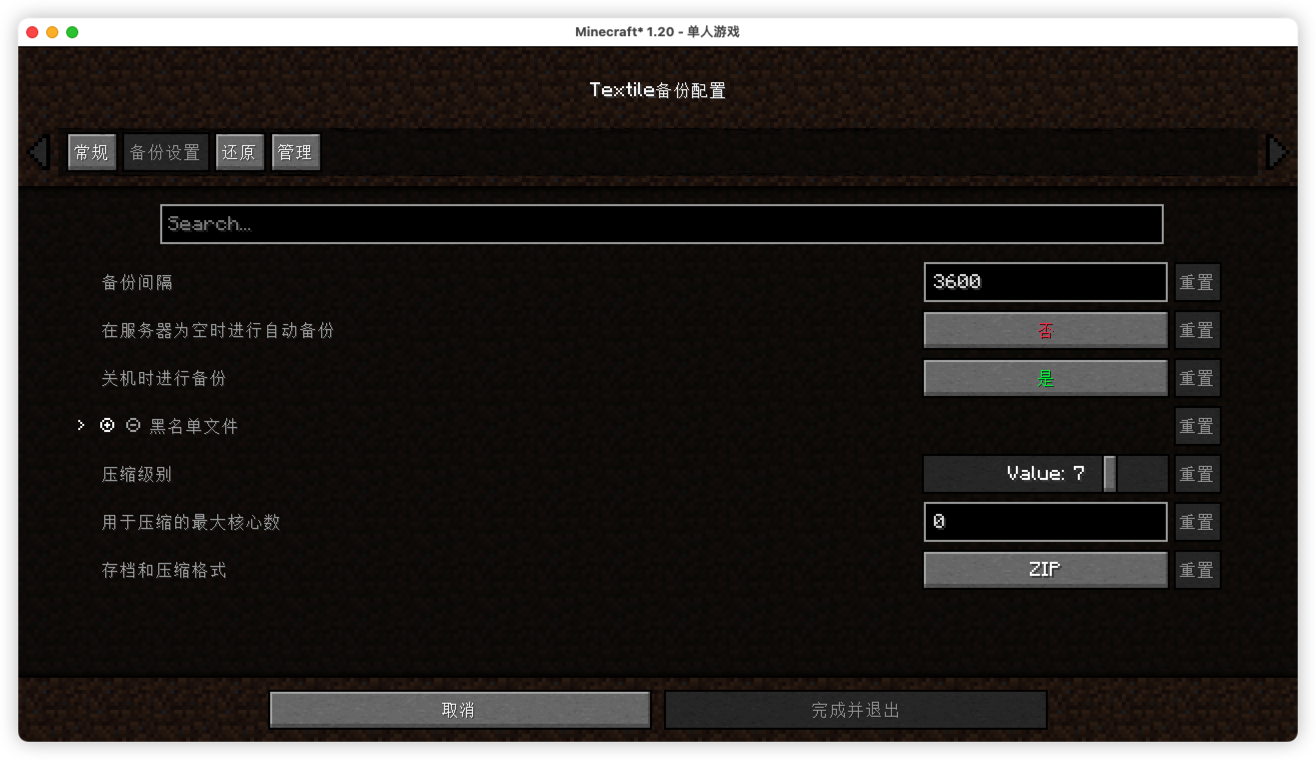 Minecraft* 1.20 - 单人游戏
Textile备份配置
常规 备份设置 还原 管理
Search...
备份间隔 3600 重置
在服务器为空时进行自动备份 否 重置
关机时进行备份 是 重置
黑名单文件 重置
压缩级别 Value: 7 重置
用于压缩的最大核心数 0 重置
存档和压缩格式 ZIP 重置
取消 完成并退出